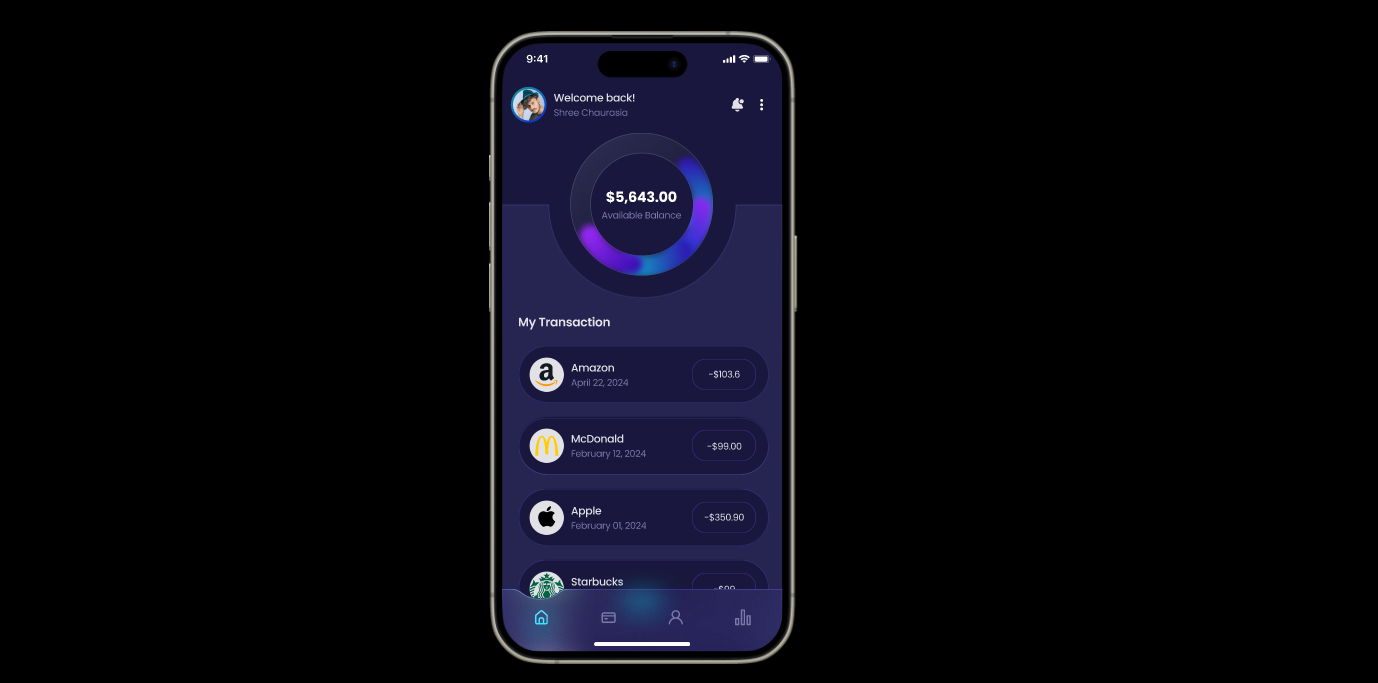 9:41
Welcome back!
Shree Chaurasia
$5,643.00
Available Balance
My Transaction
Amazon
April 22, 2024
-$103.6
McDonald
February 12, 2024
-$99.00
Apple
February 01, 2024
-$350.90
Starbucks